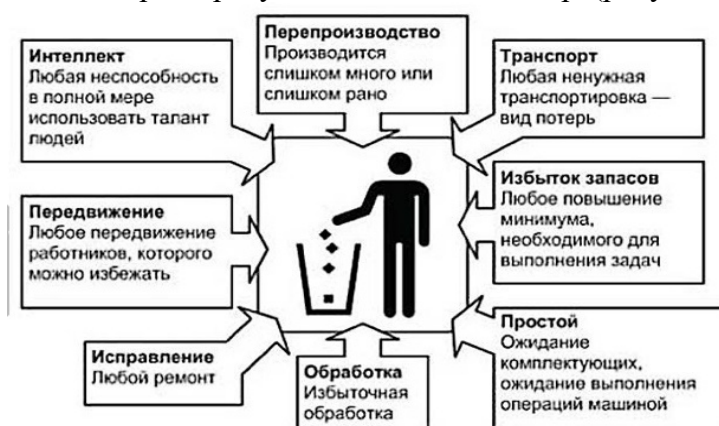 Перепроизводство
Производится
слишком много или
слишком рано
Интеллект
Любая неспособность
в полной мере
использовать талант
людей
Транспорт
Любая ненужная
транспортировка —
вид потерь
Передвижение
Любое передвижение
работников, которого
можно избежать
Избыток запасов
Любое повышение
минимума,
необходимого для
выполнения задач
Исправление
Любой ремонт
Обработка
Избыточная
обработка
Простой
Ожидание
комплектующих,
ожидание выполнения
операций машиной